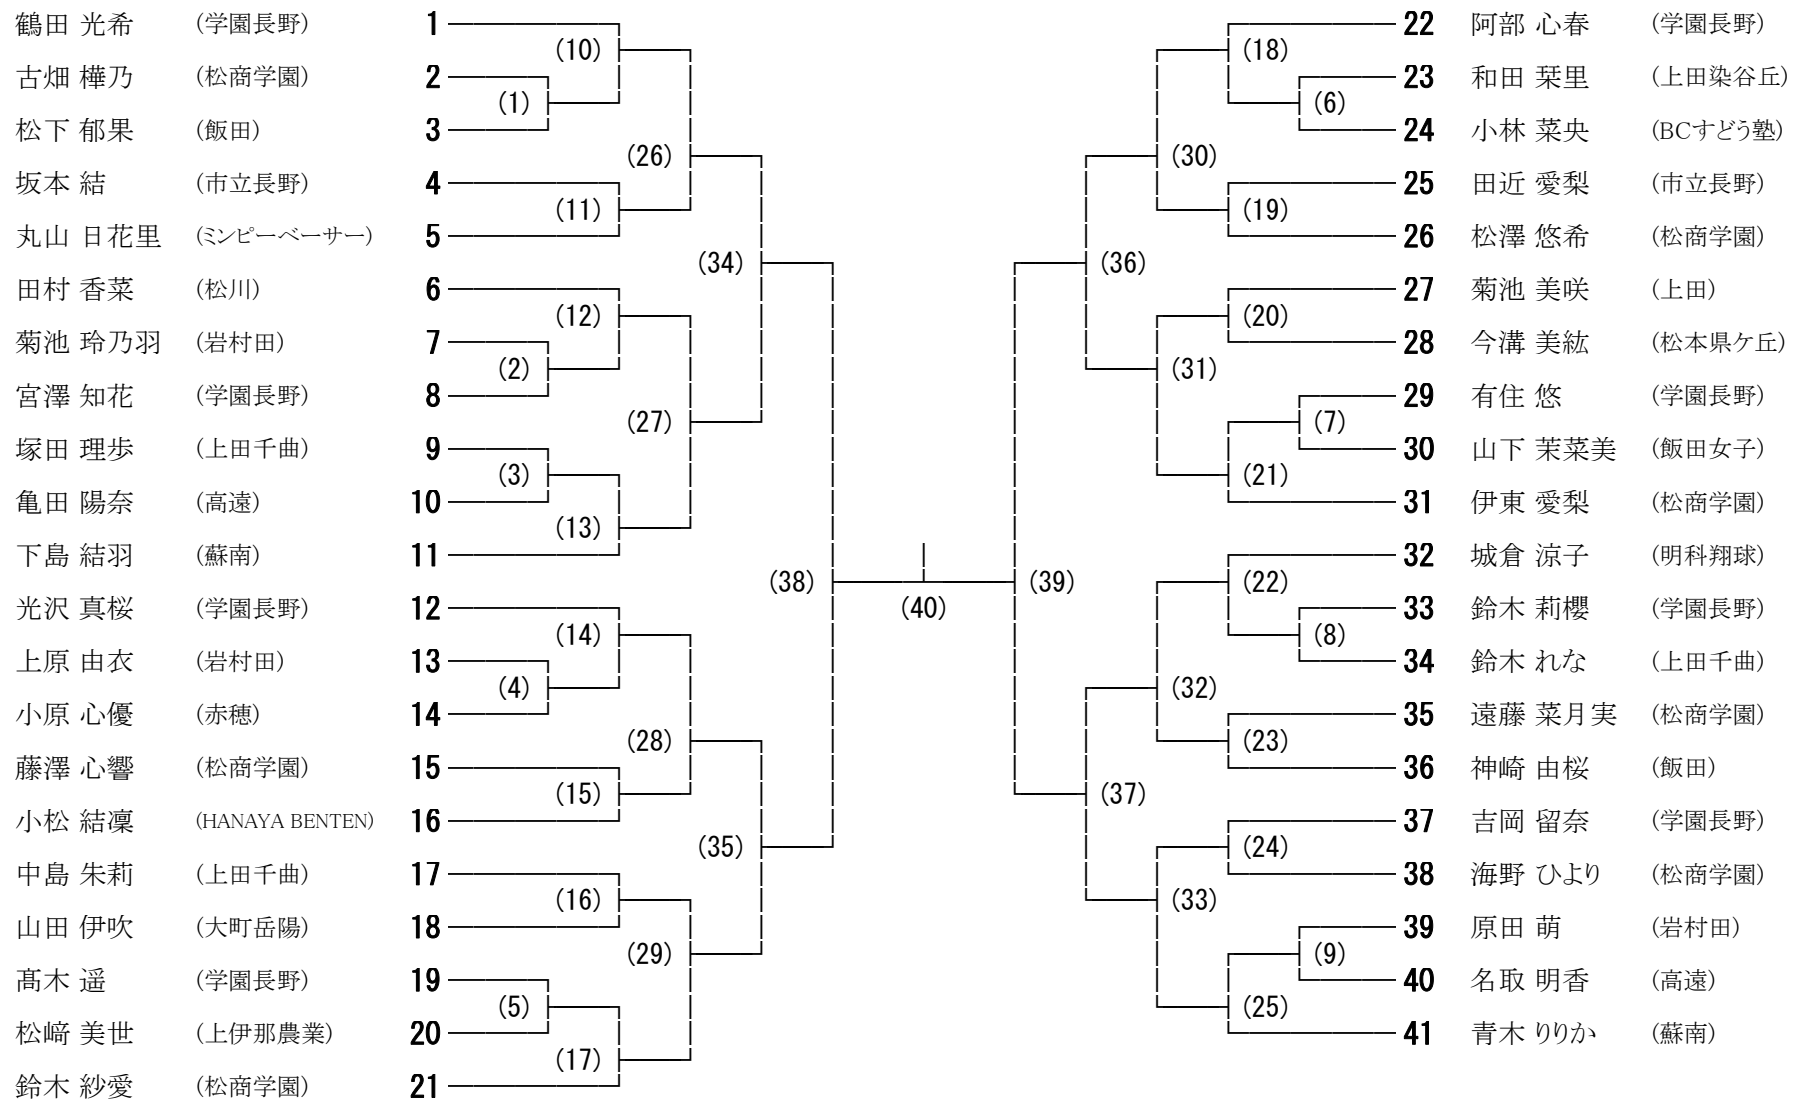 鶴田 光希 (学園長野) 1
(10)
古畑 樺乃 (松商学園) 2
(1)
松下 郁果 (飯田) 3
(26)
坂本 結 (市立長野) 4
(11)
丸山 日花里 (ミンピーベーサー) 5
(34)
田村 香菜 (松川) 6
(12)
菊池 玲乃羽 (岩村田) 7
(2)
宮澤 知花 (学園長野) 8
(27)
塚田 理歩 (上田千曲) 9
(3)
亀田 陽奈 (高遠) 10
(13)
下島 結羽 (蘇南) 11
(38)
光沢 真桜 (学園長野) 12
(14)
上原 由衣 (岩村田) 13
(4)
小原 心優 (赤穂) 14
(28)
藤澤 心響 (松商学園) 15
(15)
小松 結凜 (HANAYA BENTEN) 16
(35)
中島 朱莉 (上田千曲) 17
(16)
山田 伊吹 (大町岳陽) 18
(29)
髙木 遥 (学園長野) 19
(5)
松﨑 美世 (上伊那農業) 20
(17)
鈴木 紗愛 (松商学園) 21
(40)
22 阿部 心春 (学園長野)
(18)
23 和田 栞里 (上田染谷丘)
(6)
24 小林 菜央 (BCすどう塾)
(30)
25 田近 愛梨 (市立長野)
(19)
26 松澤 悠希 (松商学園)
(36)
27 菊池 美咲 (上田)
(20)
28 今溝 美紘 (松本県ケ丘)
(31)
29 有住 悠 (学園長野)
(7)
30 山下 茉菜美 (飯田女子)
(21)
31 伊東 愛梨 (松商学園)
(39)
32 城倉 涼子 (明科翔球)
(22)
33 鈴木 莉櫻 (学園長野)
(8)
34 鈴木 れな (上田千曲)
(32)
35 遠藤 菜月実 (松商学園)
(23)
36 神崎 由桜 (飯田)
(37)
37 吉岡 留奈 (学園長野)
(24)
38 海野 ひより (松商学園)
(33)
39 原田 萌 (岩村田)
(9)
40 名取 明香 (高遠)
(25)
41 青木 りりか (蘇南)